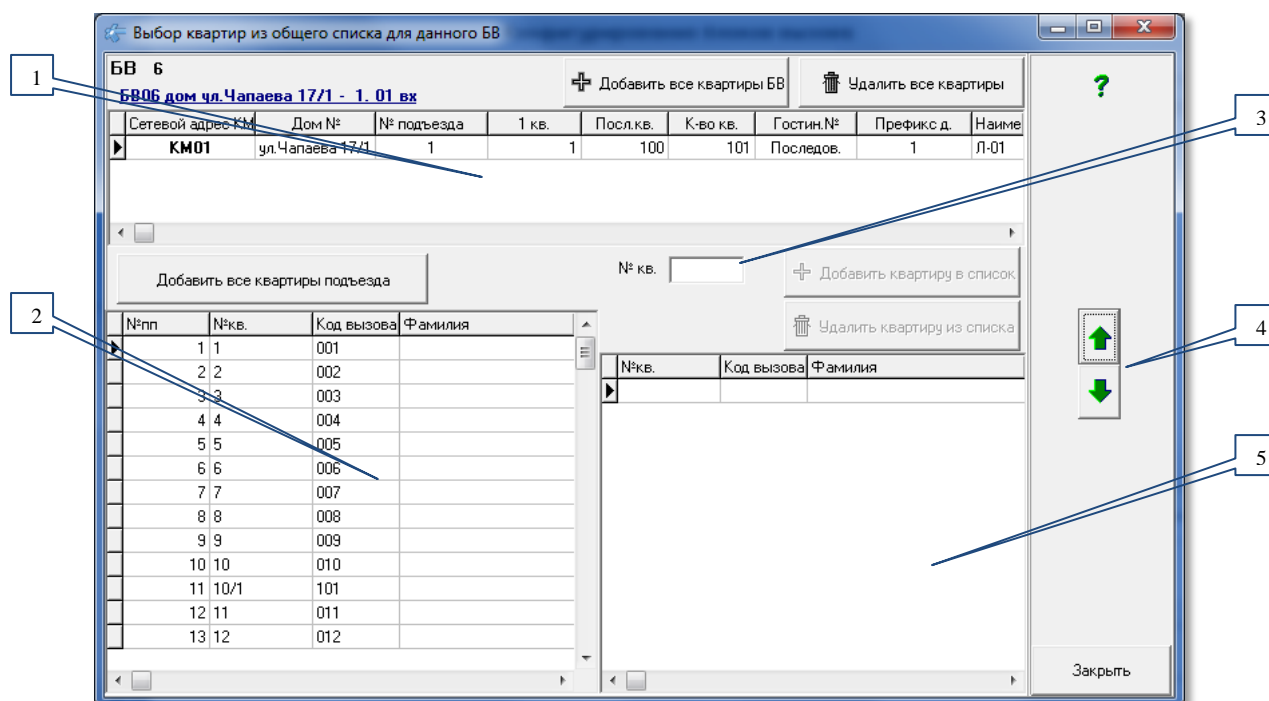 Выбор квартир из общего списка для данного БВ
1
БВ 6
БВ06 дом ул.Чапаева 17/1 - 1. 01 вх
Добавить все квартиры БВ
Удалить все квартиры
?
Сетевой адрес КМ Дом № № подъезда 1 кв. Посл.кв. К-во кв. Гостин.№ Префикс д. Наиме
КМ01 ул.Чапаева 17/1 1 1 100 101 Последов. 1 Л-01
3
Добавить все квартиры подъезда
№ кв.
Добавить квартиру в список
Удалить квартиру из списка
2
4
5
№пп №кв. Код вызова Фамилия
1 1 001
2 2 002
3 3 003
4 4 004
5 5 005
6 6 006
7 7 007
8 8 008
9 9 009
10 10 010
11 10/1 101
12 11 011
13 12 012
№кв. Код вызова Фамилия
Закрыть